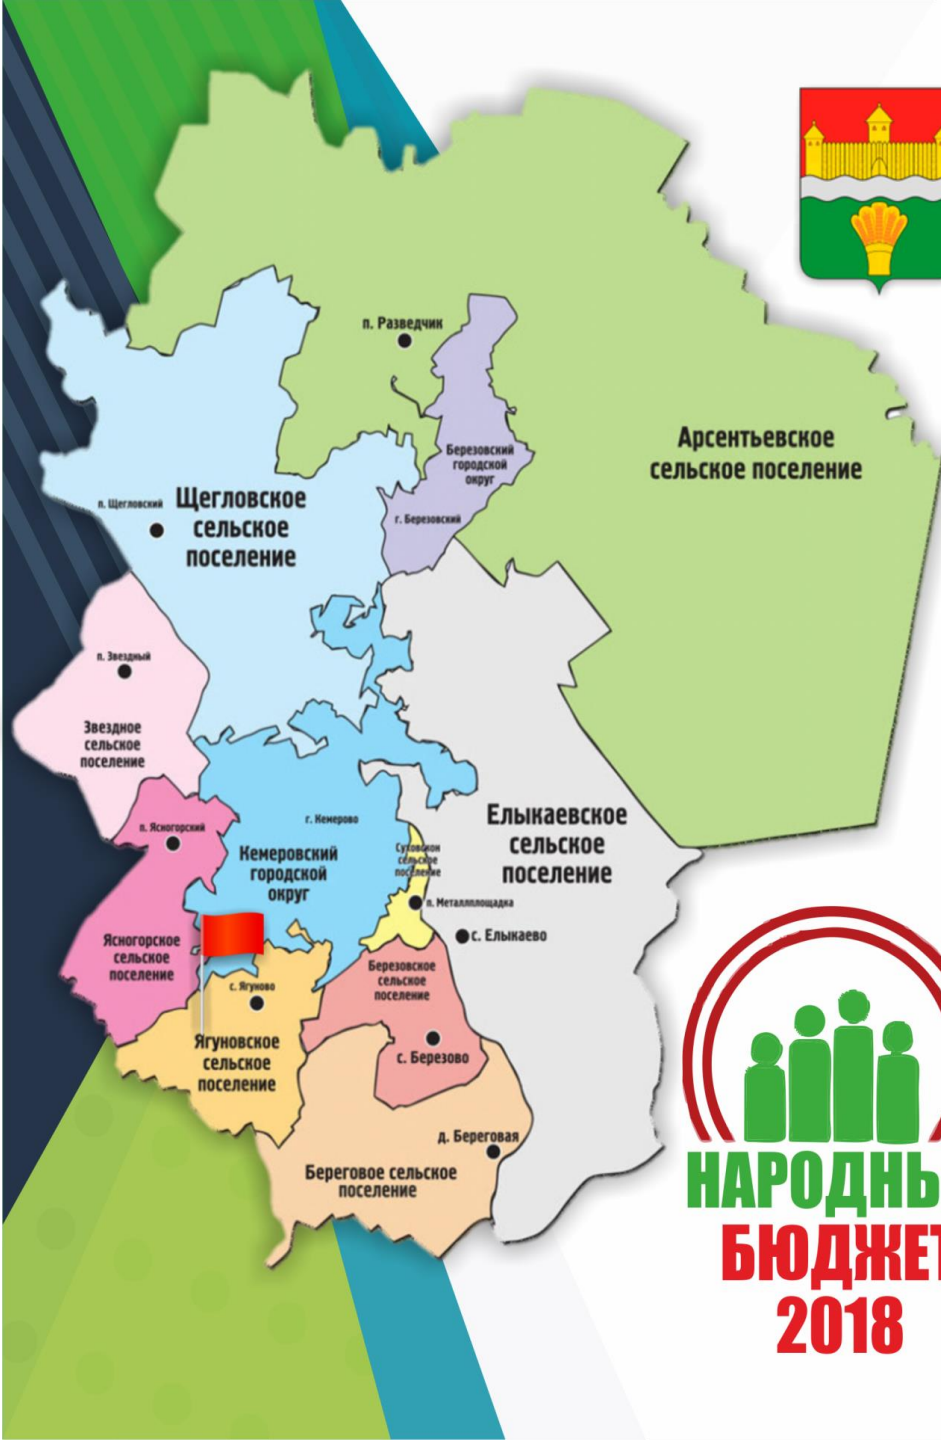 п. Разведчик
Арсентьевское
сельское поселение
Березовский
городской
округ
г. Березовский
п. Щегловский
Щегловское
сельское
поселение
п. Звездный
Звездное
сельское
поселение
п. Ясногорский
г. Кемерово
Кемеровский
городской
округ
Елыкаевское
сельское
поселение
сельское
поселение
п. Металлплощадка
с. Елыкаево
Ясногорское
сельское
поселение
Березовское
сельское
поселение
с. Ягуново
Ягуновское
сельское
поселение
с. Березово
д. Береговая
Береговое сельское
поселение
НАРОДНЫ
БЮДЖЕТ
2018